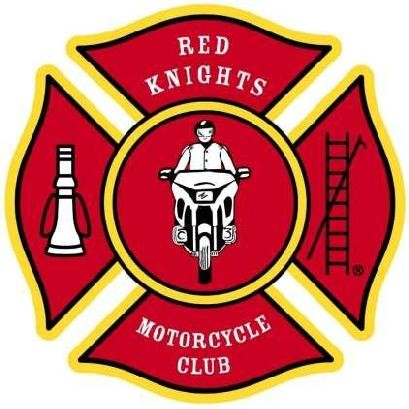 RED
KNIGHTS
®
MOTORCYCLE
CLUB